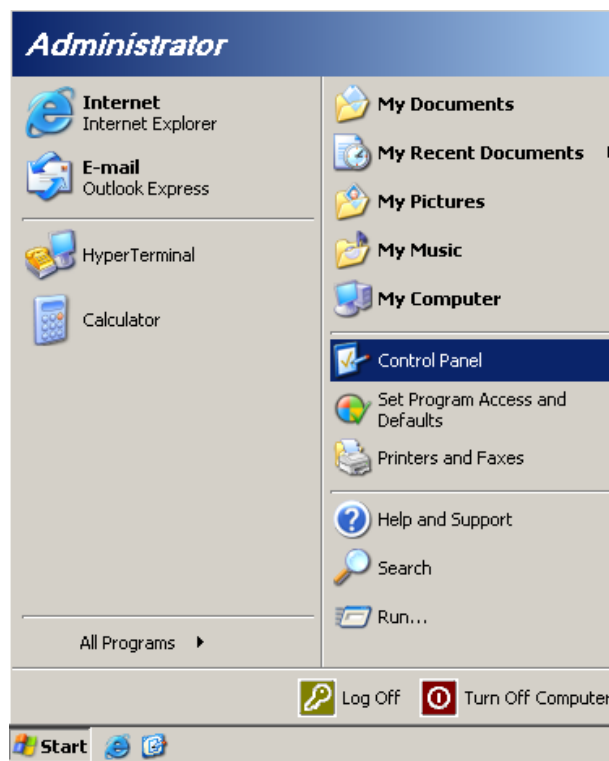 Administrator
Internet
Internet Explorer
E-mail
Outlook Express
HyperTerminal
Calculator
All Programs
My Documents
My Recent Documents
My Pictures
My Music
My Computer
Control Panel
Set Program Access and
Defaults
Printers and Faxes
Help and Support
Search
Run...
Log Off
Turn Off Computer
Start